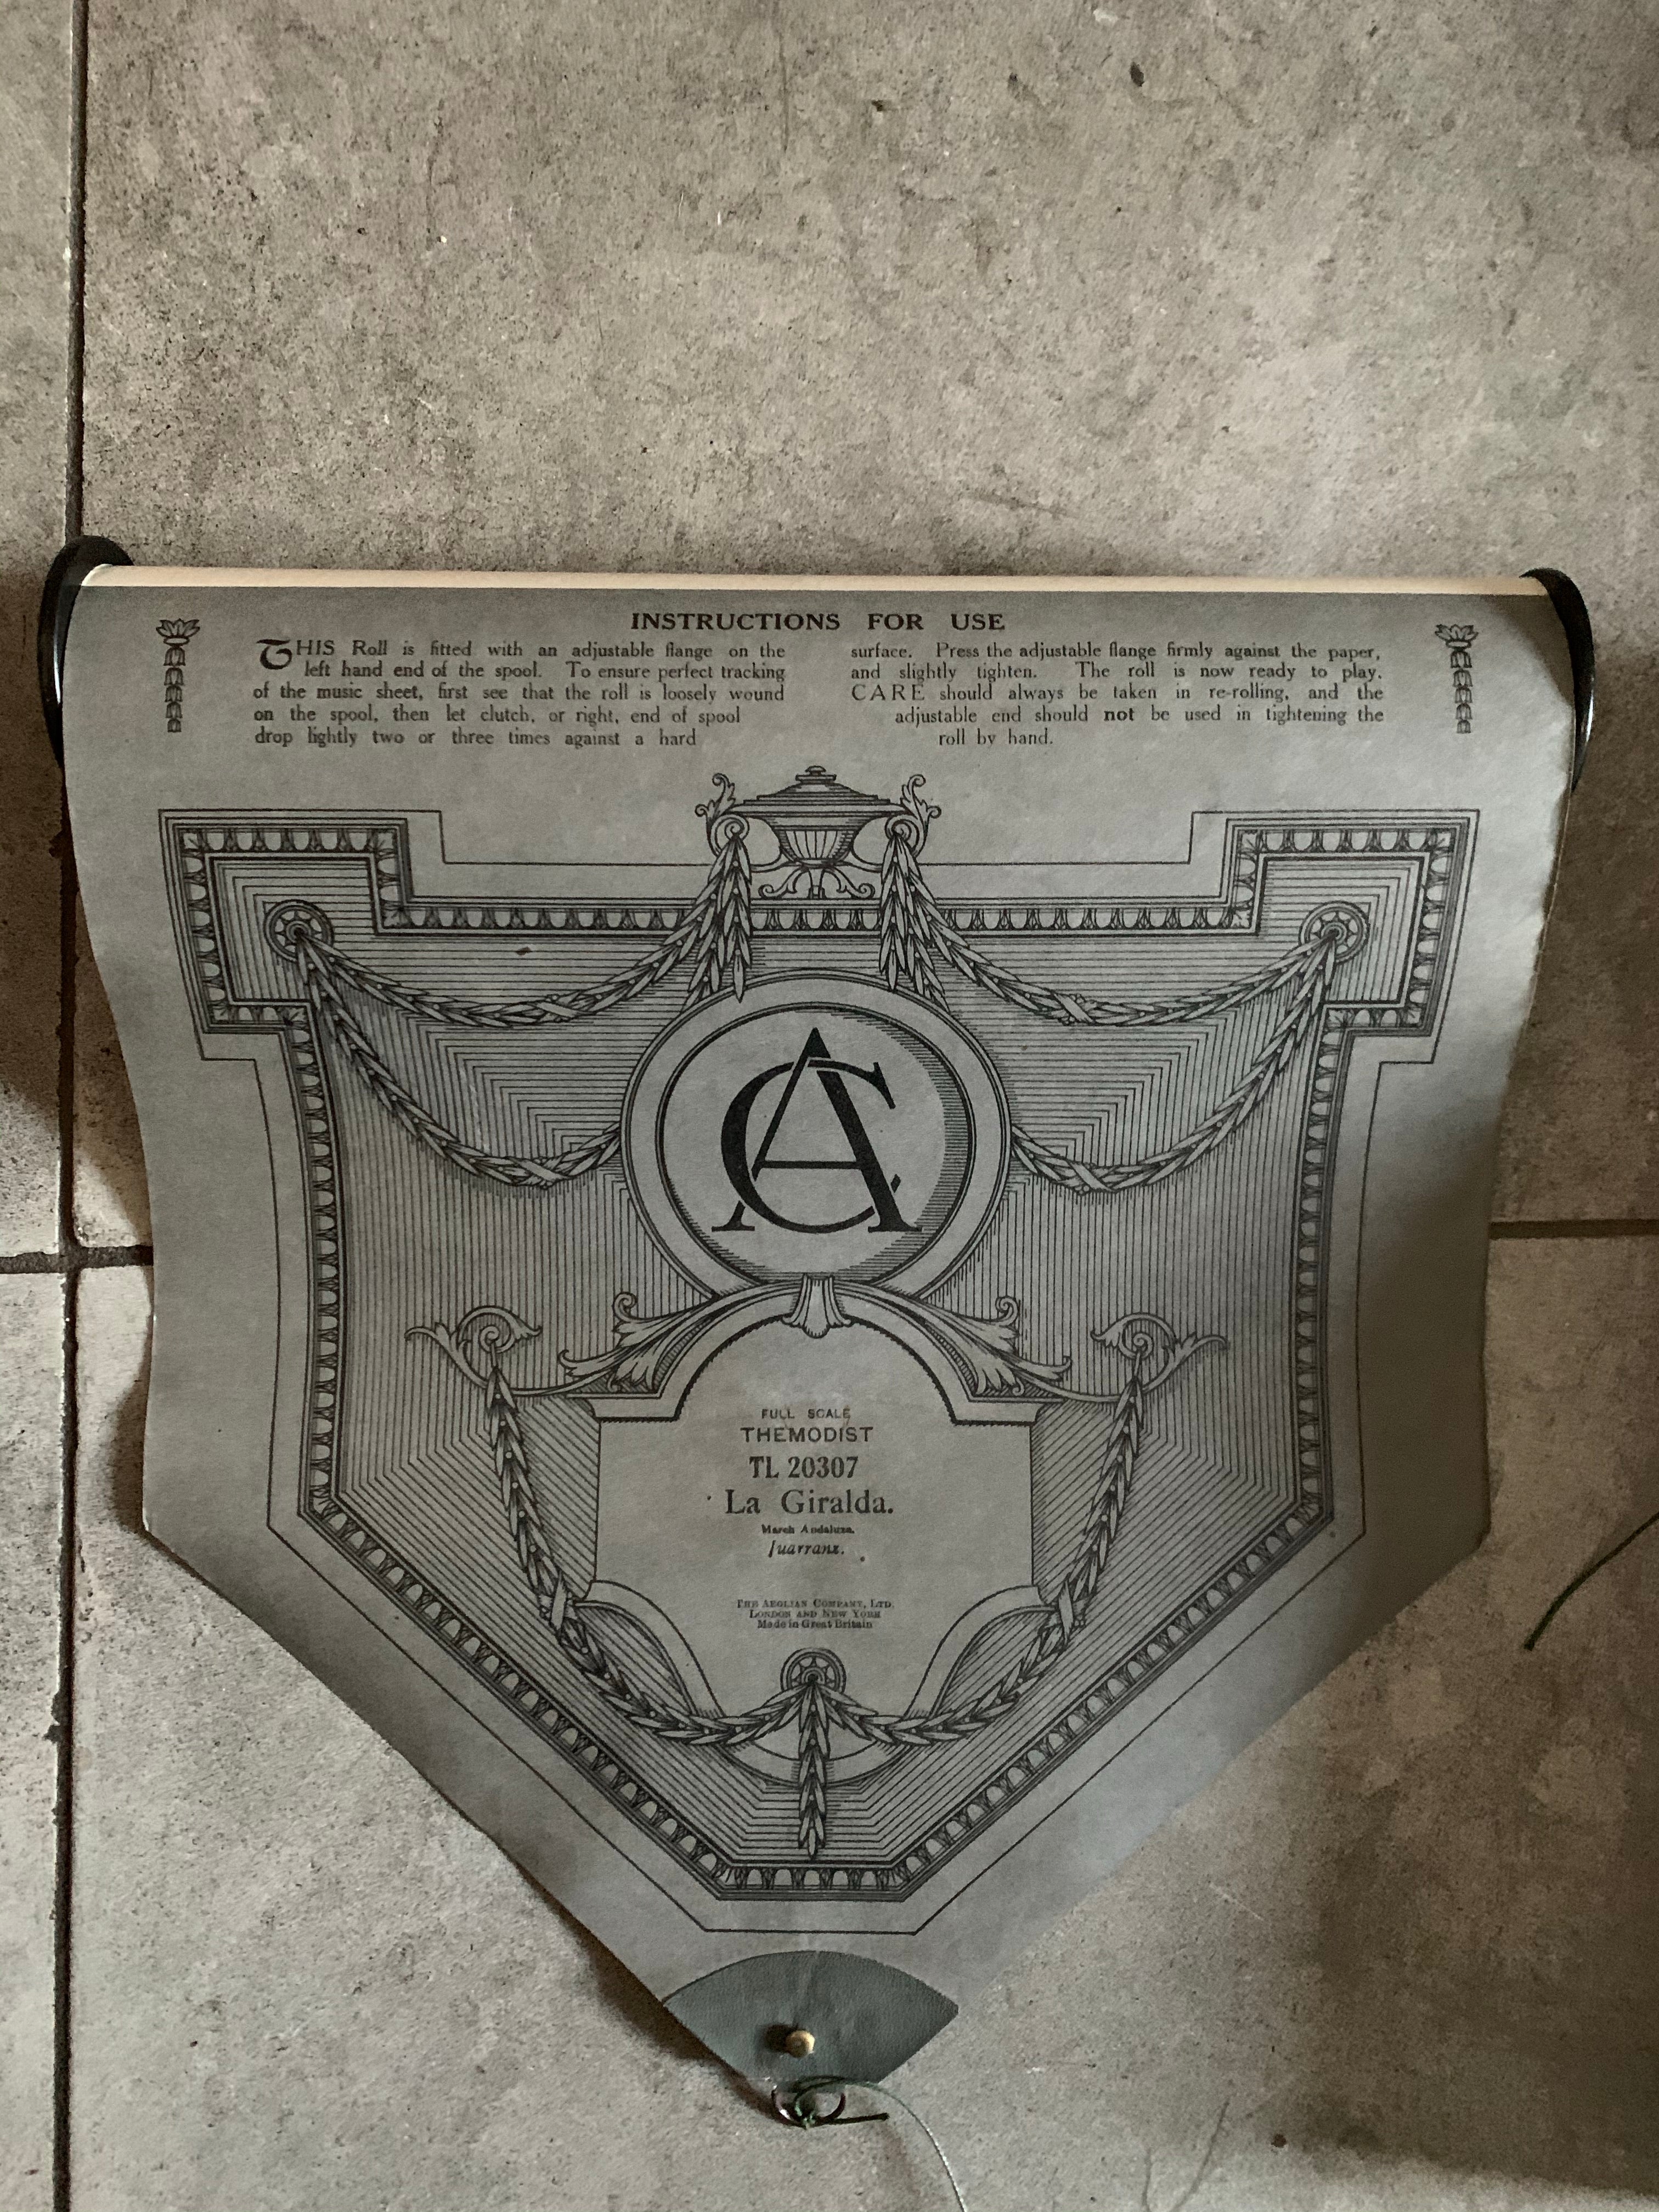 INSTRUCTIONS FOR USE
THIS Roll is fitted with an adjustable flange on the
left hand end of the spool. To ensure perfect tracking
of the music sheet, first see that the roll is loosely wound
on the spool, then let clutch, or right, end of spool
drop lightly two or three times against a hard
surface. Press the adjustable flange firmly against the paper,
and slightly tighten. The roll is now ready to play.
CARE should always be taken in re-rolling, and the
adjustable end should not be used in tightening the
roll by hand.
AC
FULL SCALE
THEMODIST
TL 20307
La Giralda.
March Andaluza.
Juarranz.
THE AEOLIAN COMPANY, LTD.
LONDON AND NEW YORK
Made in Great Britain